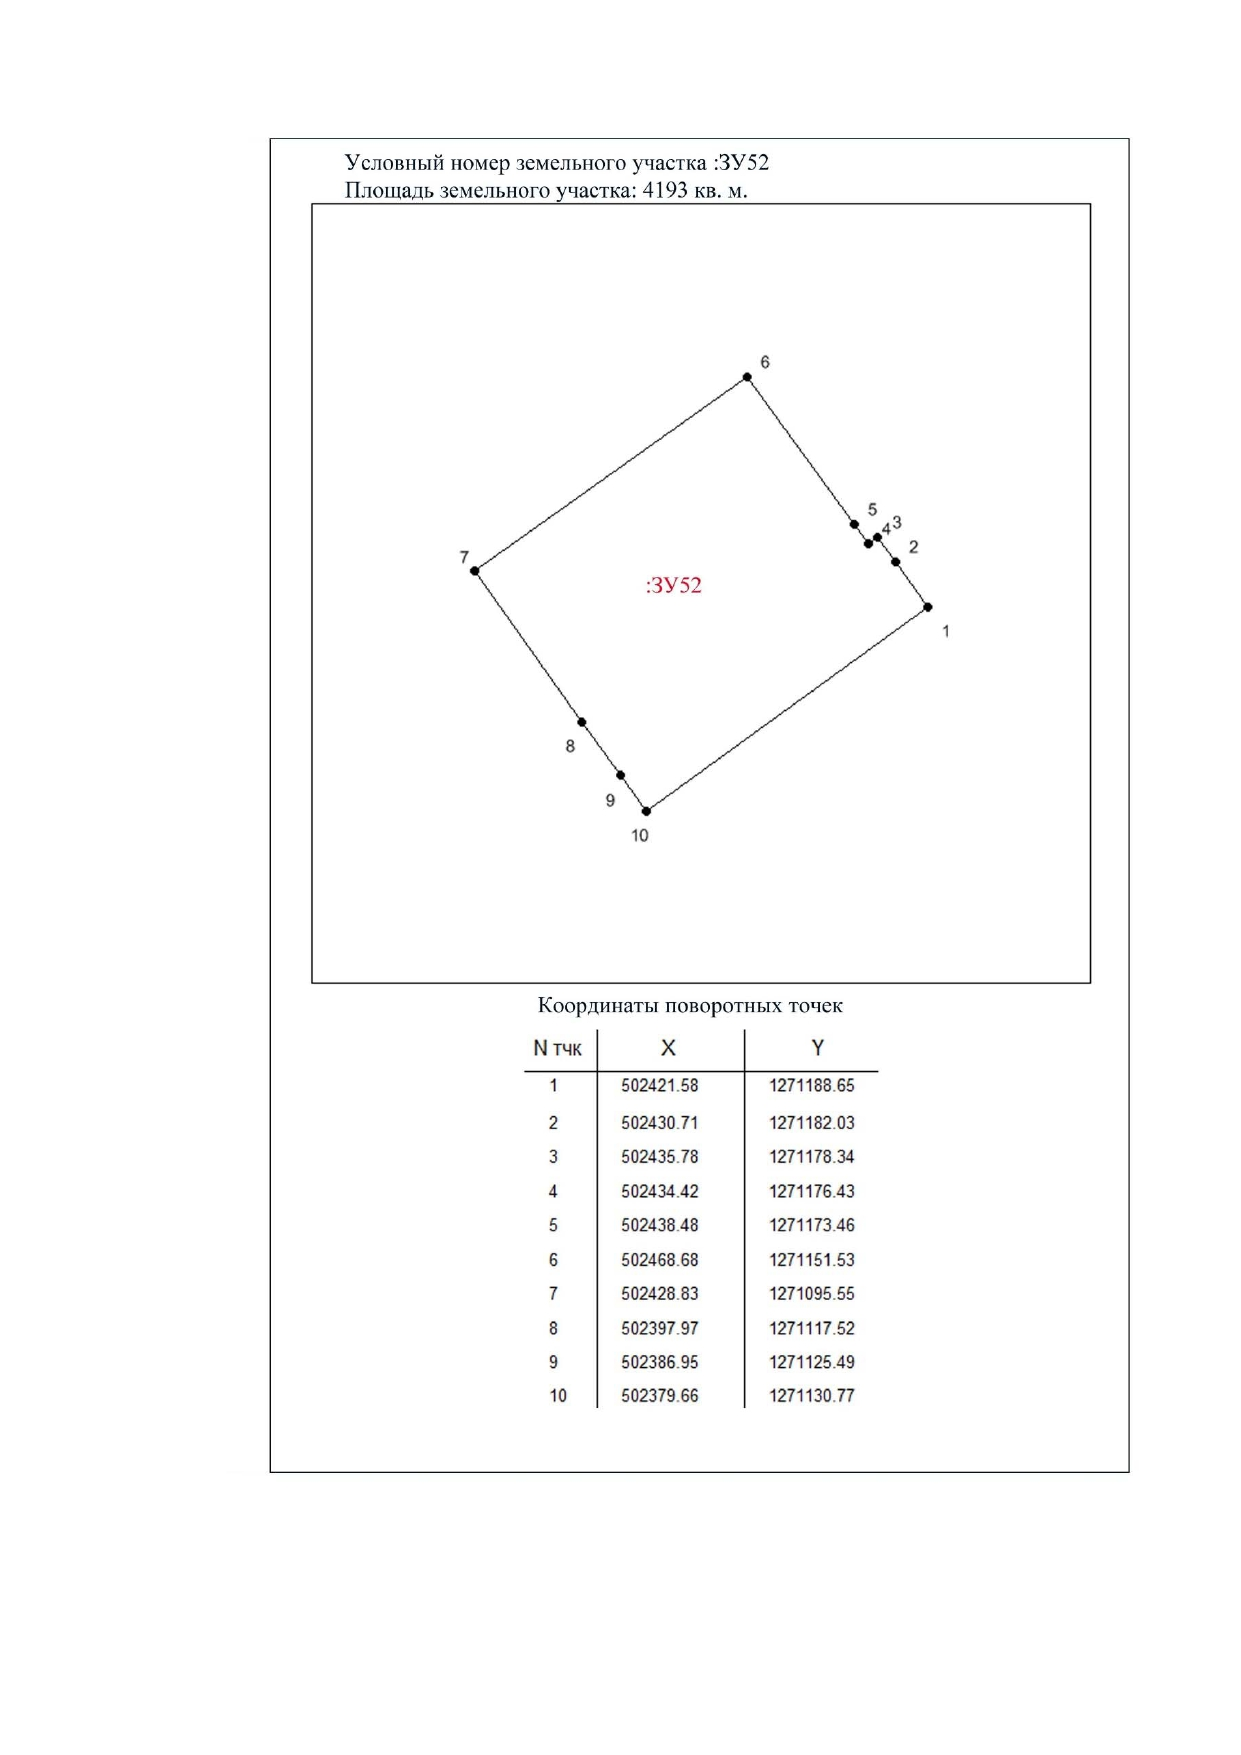 Условный номер земельного участка :ЗУ52
Площадь земельного участка: 4193 кв. м.
6
5
4
3
2
7
:ЗУ52
1
8
9
10
Координаты поворотных точек
N тчк X Y
1 502421.58 1271188.65
2 502430.71 1271182.03
3 502435.78 1271178.34
4 502434.42 1271176.43
5 502438.48 1271173.46
6 502468.68 1271151.53
7 502428.83 1271095.55
8 502397.97 1271117.52
9 502386.95 1271125.49
10 502379.66 1271130.77